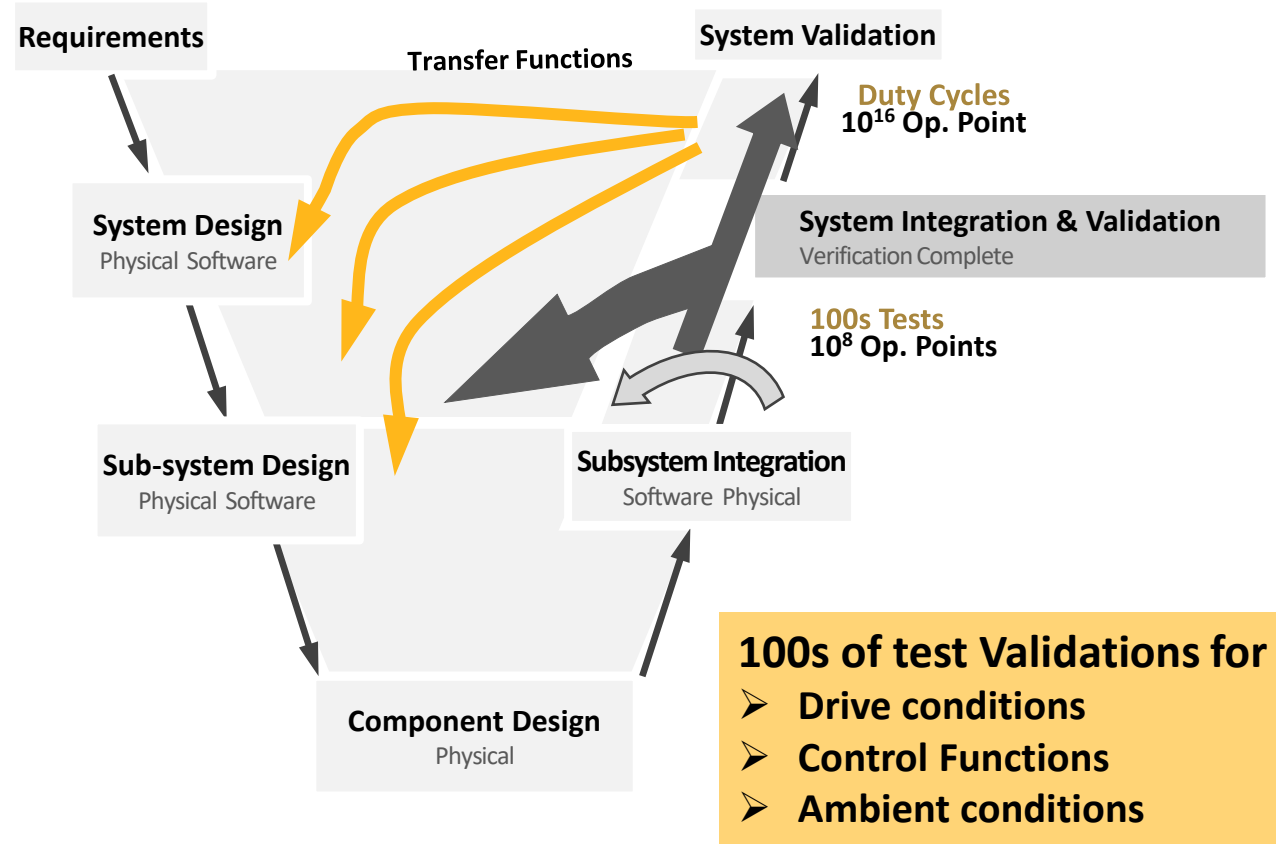 Requirements
System Validation
Transfer Functions
Duty Cycles
10¹⁶ Op. Point
System Design
Physical Software
System Integration & Validation
Verification Complete
100s Tests
10⁸ Op. Points
Sub-system Design
Physical Software
Subsystem Integration
Software Physical
Component Design
Physical
100s of test Validations for
➢ Drive conditions
➢ Control Functions
➢ Ambient conditions